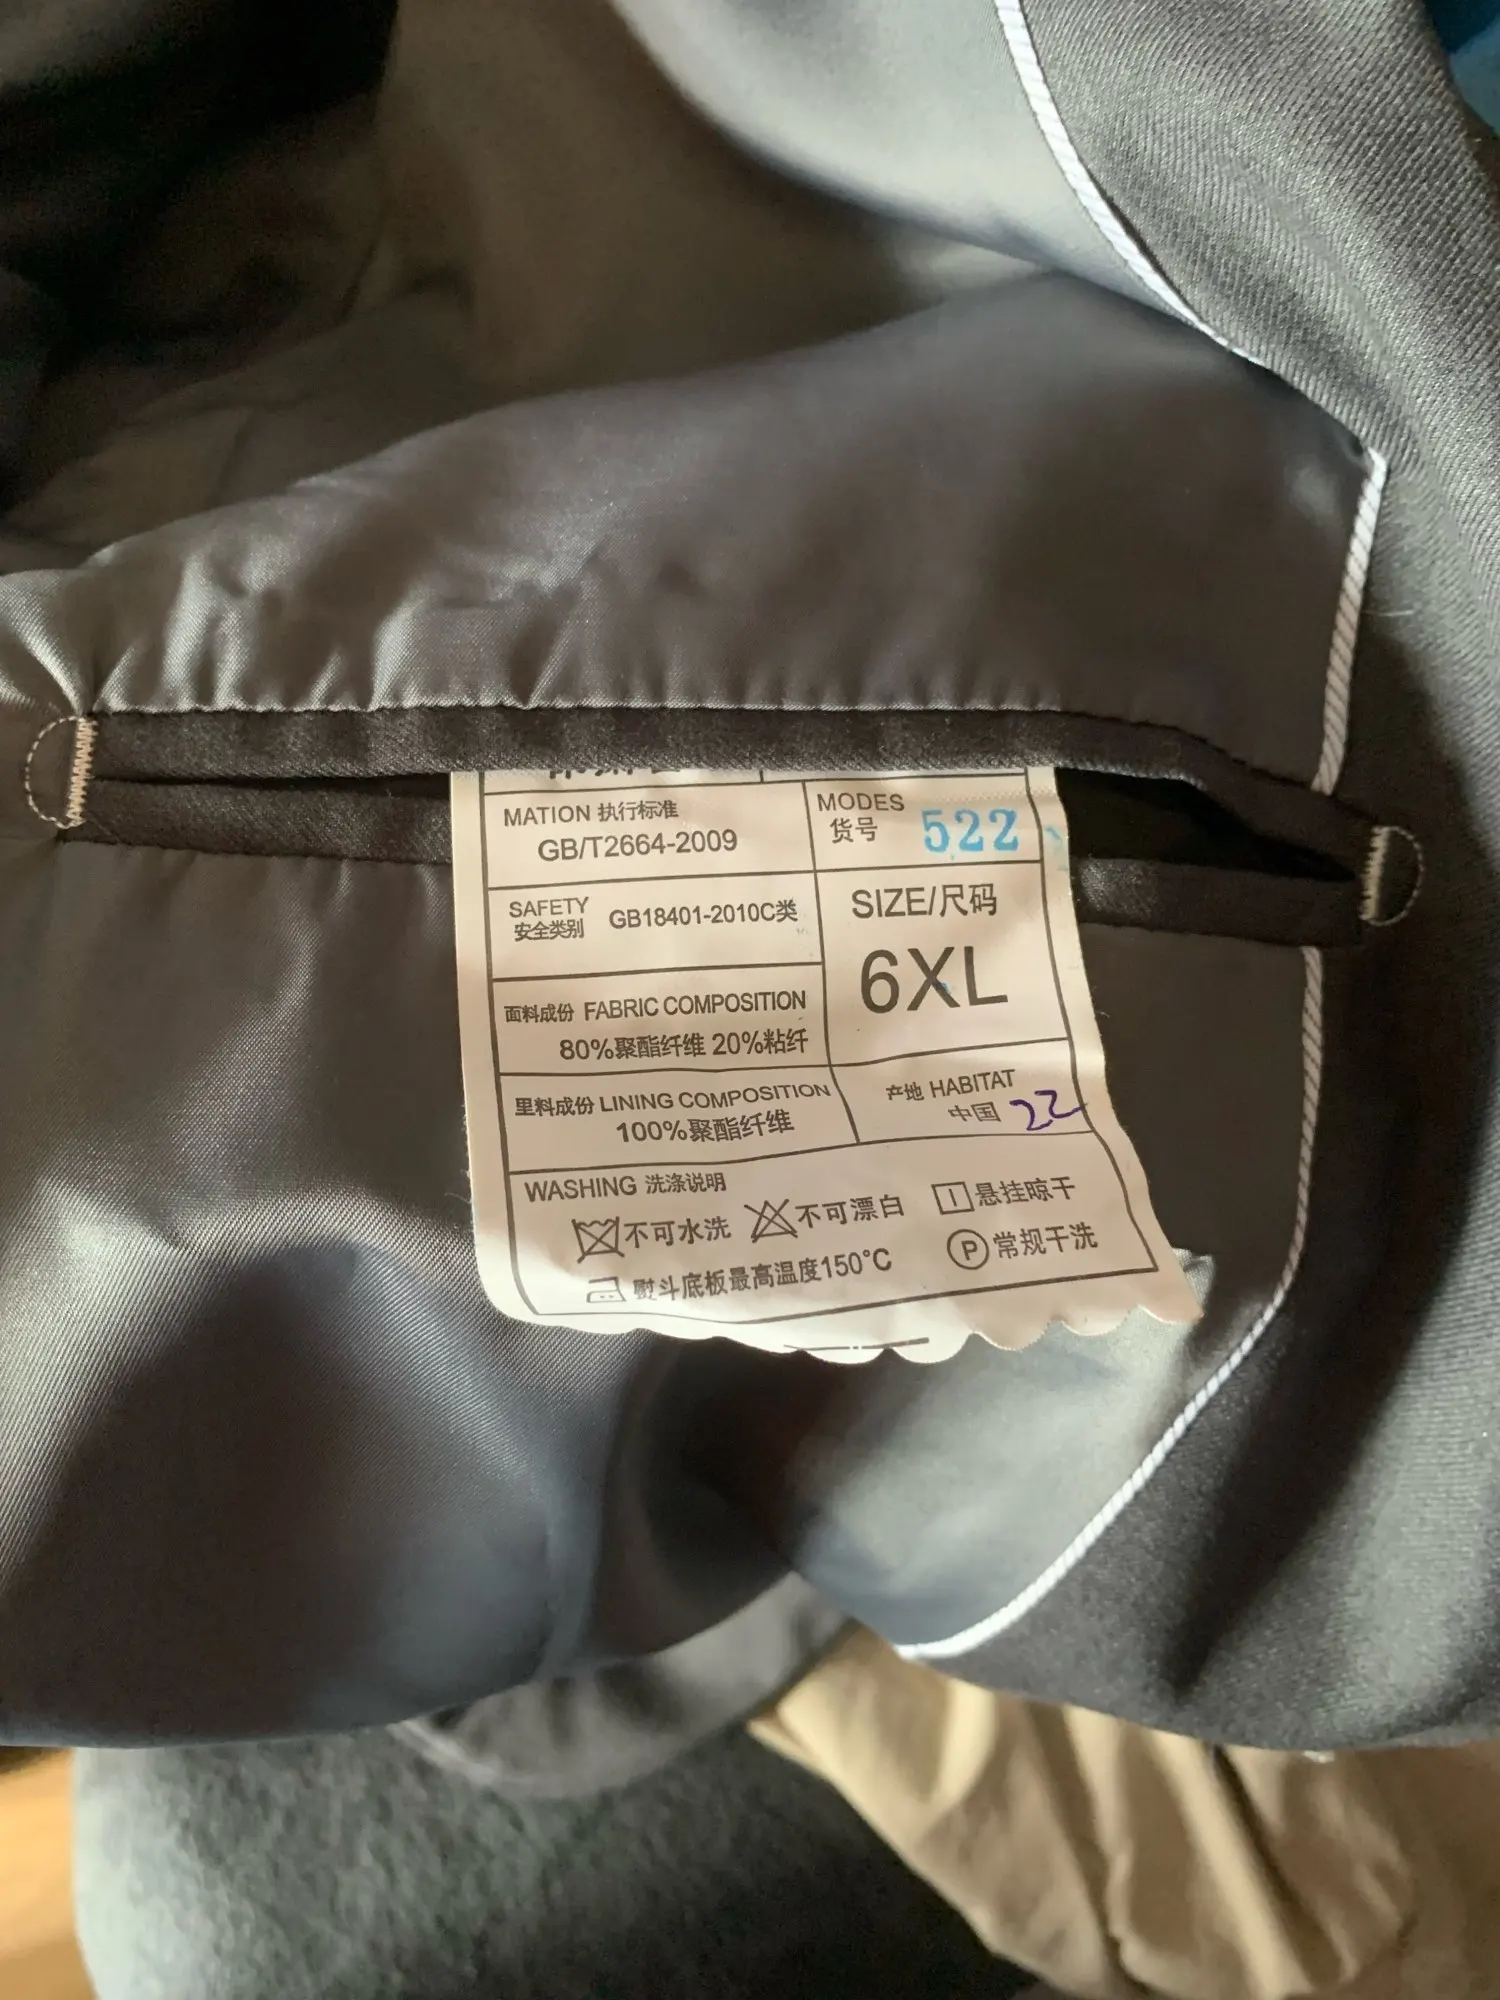 MATION 执行标准
GB/T2664-2009
MODES
货号 522
SAFETY
安全类别 GB18401-2010C类
SIZE/尺码
6XL
面料成份 FABRIC COMPOSITION
80%聚酯纤维 20%粘纤
里料成份 LINING COMPOSITION
100%聚酯纤维
产地 HABITAT
中国 22
WASHING 洗涤说明
不可水洗 不可漂白 悬挂晾干
熨斗底板最高温度150°C P 常规干洗